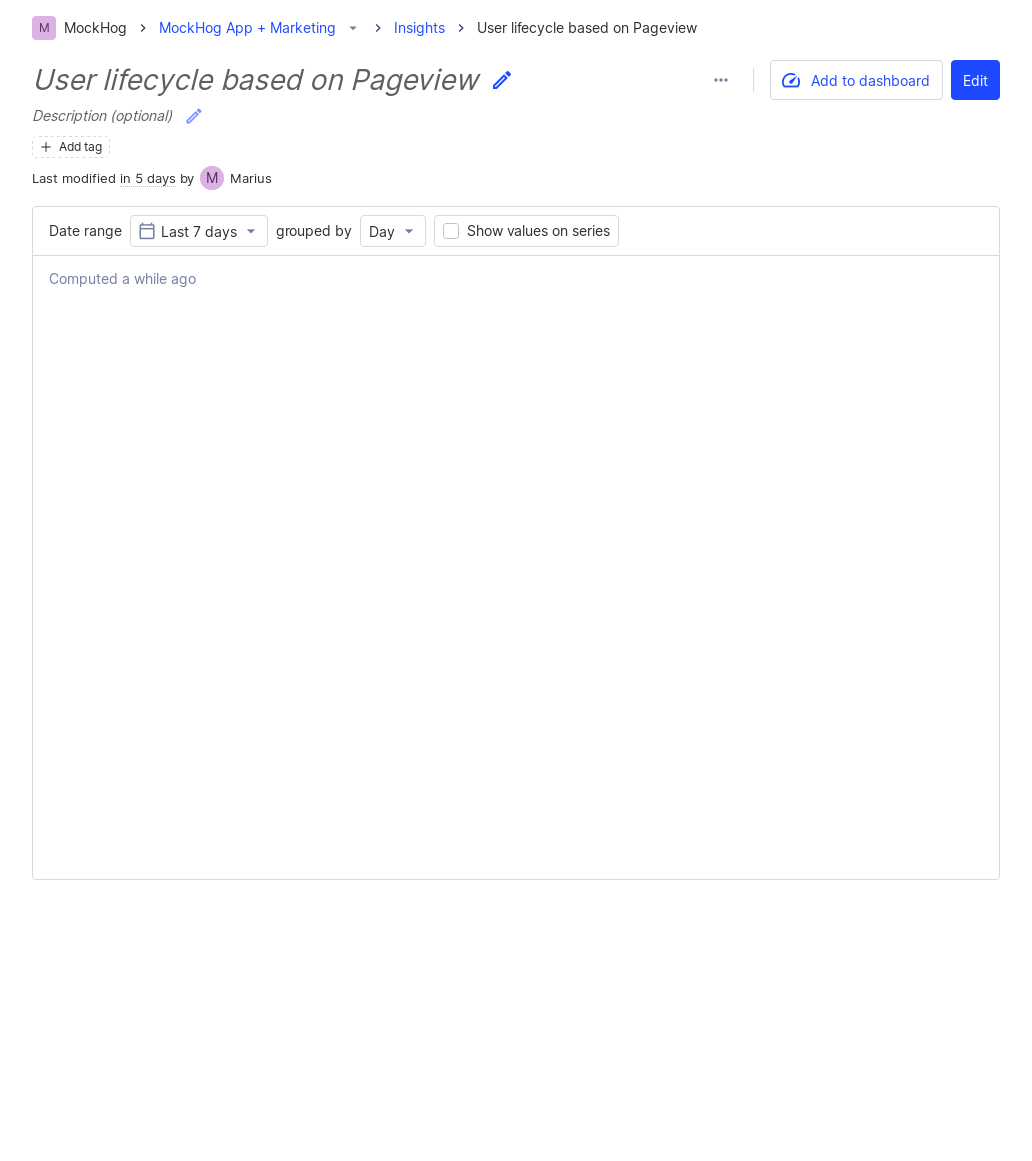 M MockHog MockHog App + Marketing Insights User lifecycle based on Pageview
User lifecycle based on Pageview
Add to dashboard Edit
Description (optional)
Add tag
Last modified in 5 days by M Marius
Date range Last 7 days grouped by Day Show values on series
Computed a while ago